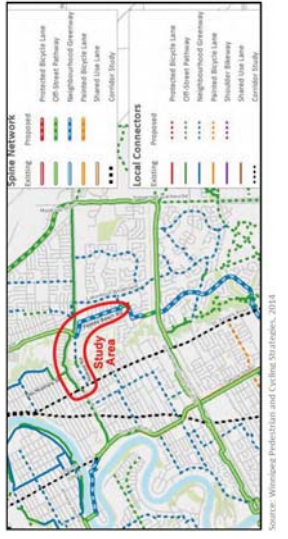 Spine Network
Existing Proposed
Protected Bicycle Lane
Off-Street Pathway
Neighbourhood Greenway
Painted Bicycle Lane
Shared Use Lane
Corridor Study
Local Connectors
Existing Proposed
Protected Bicycle Lane
Off-Street Pathway
Neighbourhood Greenway
Painted Bicycle Lane
Shoulder Bikeway
Shared Use Lane
Corridor Study
Study
Area
Source: Winnipeg Pedestrian and Cycling Strategies, 2014